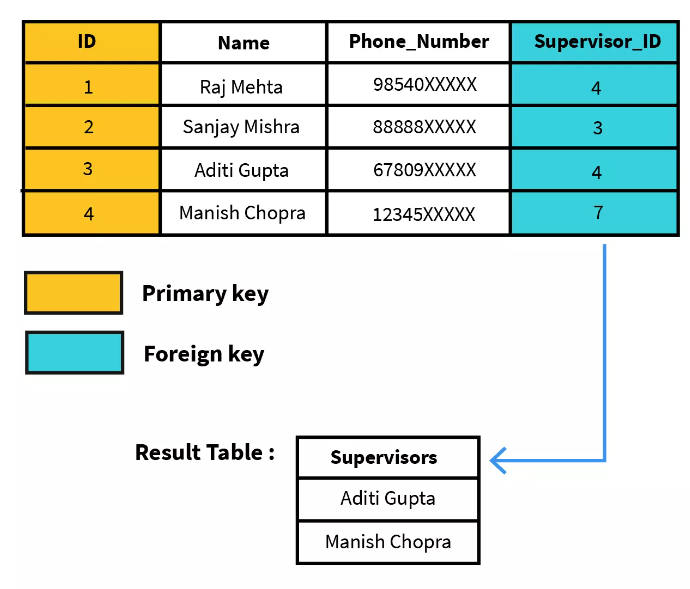 ID Name Phone_Number Supervisor_ID
1 Raj Mehta 98540XXXXX 4
2 Sanjay Mishra 88888XXXXX 3
3 Aditi Gupta 67809XXXXX 4
4 Manish Chopra 12345XXXXX 7
Primary key
Foreign key
Result Table :
Supervisors
Aditi Gupta
Manish Chopra